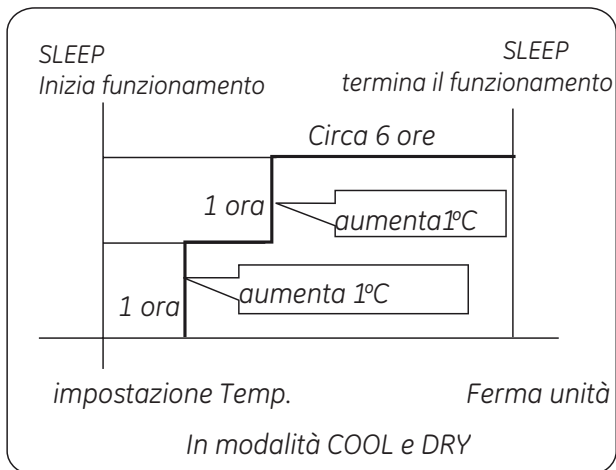 SLEEP
Inizia funzionamento
SLEEP
termina il funzionamento
Circa 6 ore
1 ora
aumenta1ºC
1 ora
aumenta 1ºC
impostazione Temp.
Ferma unità
In modalità COOL e DRY